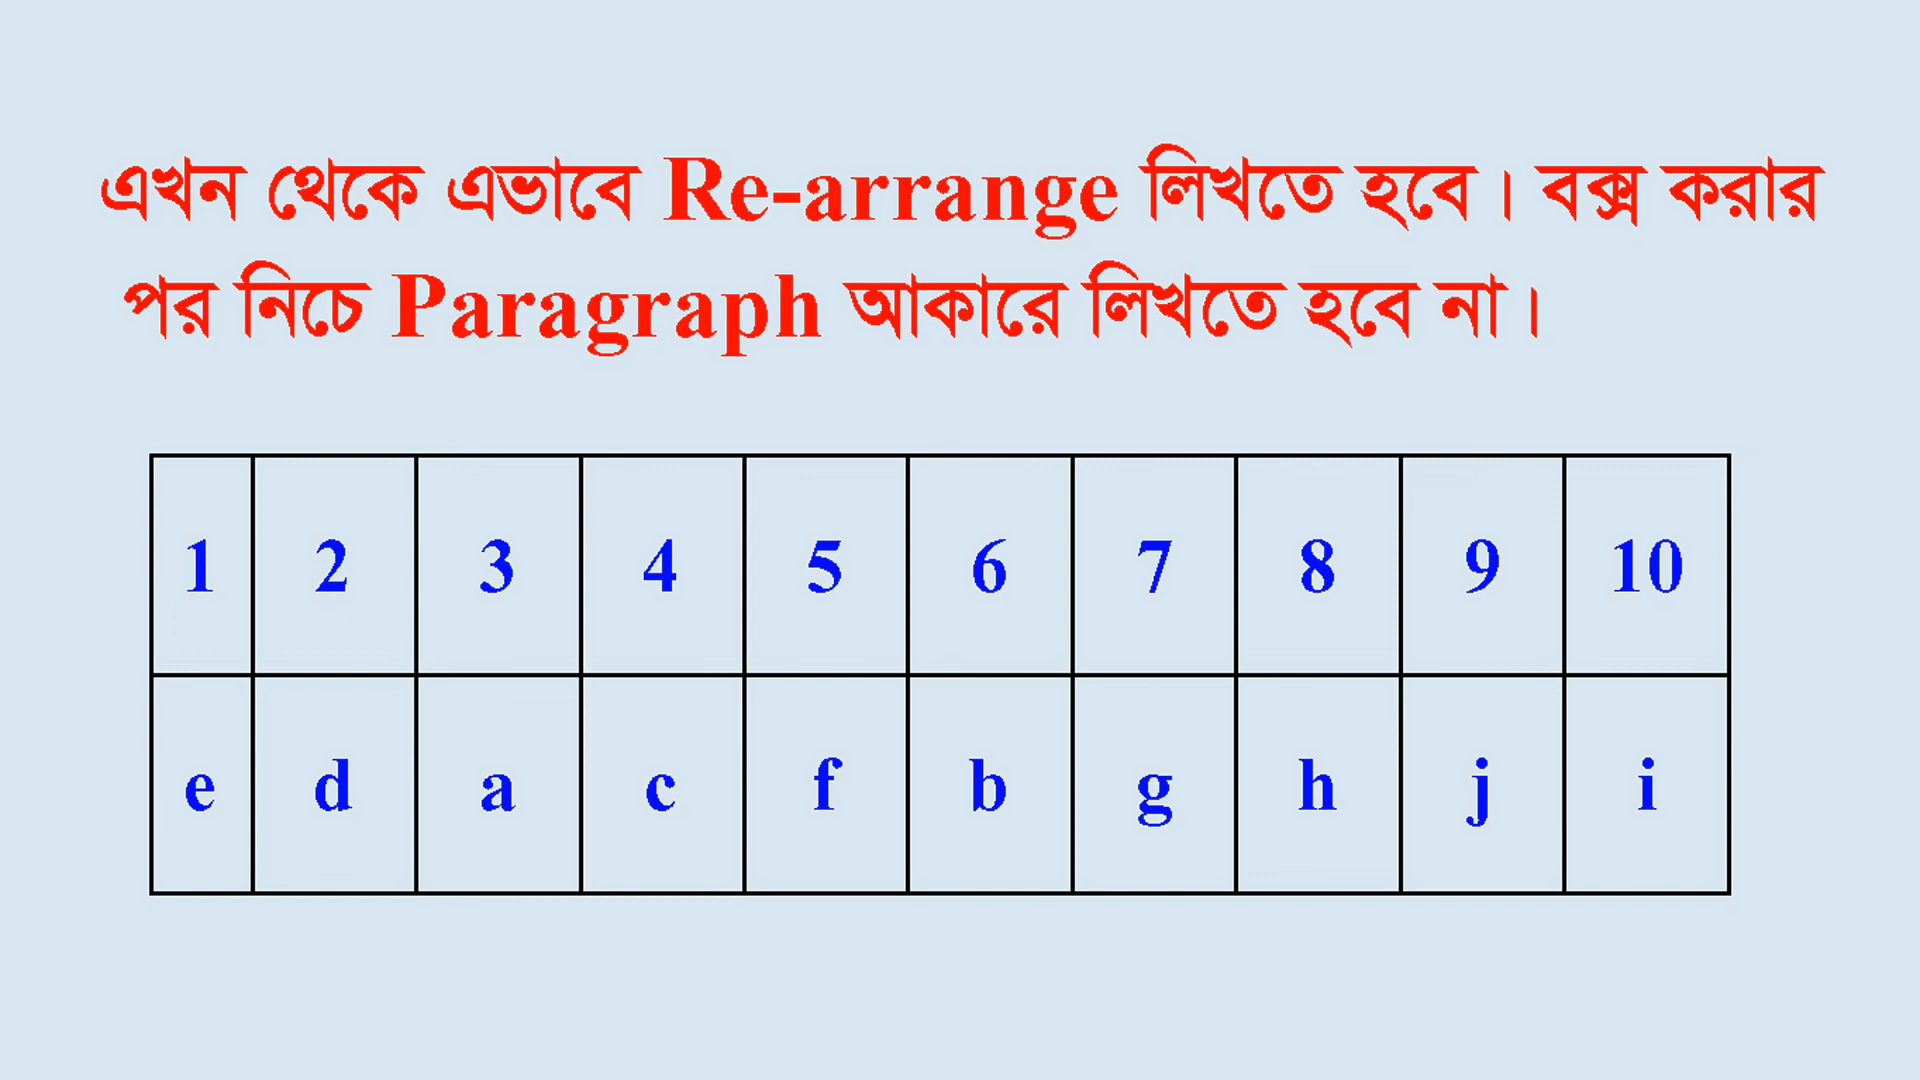 এখন থেকে এভাবে Re-arrange লিখতে হবে। বক্স করার
পর নিচে Paragraph আকারে লিখতে হবে না।
1 2 3 4 5 6 7 8 9 10
e d a c f b g h j i